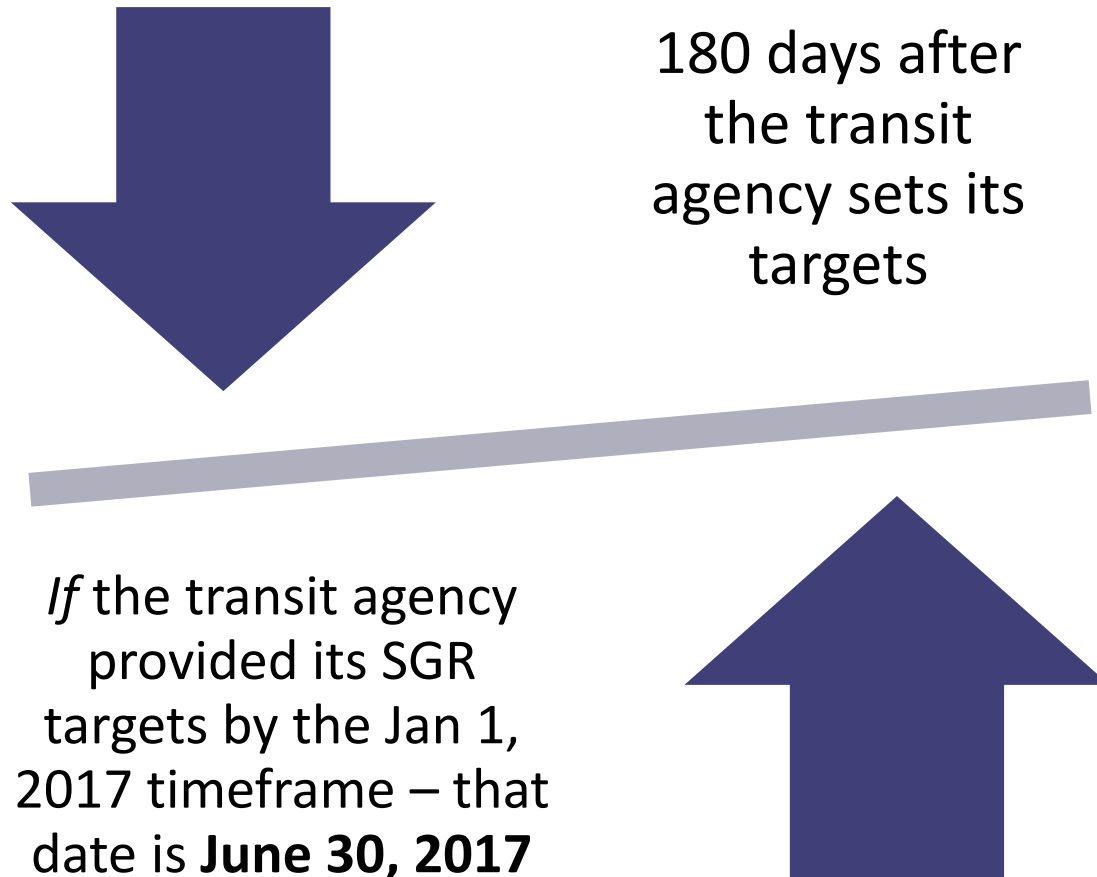 180 days after
the transit
agency sets its
targets
If the transit agency
provided its SGR
targets by the Jan 1,
2017 timeframe – that
date is June 30, 2017